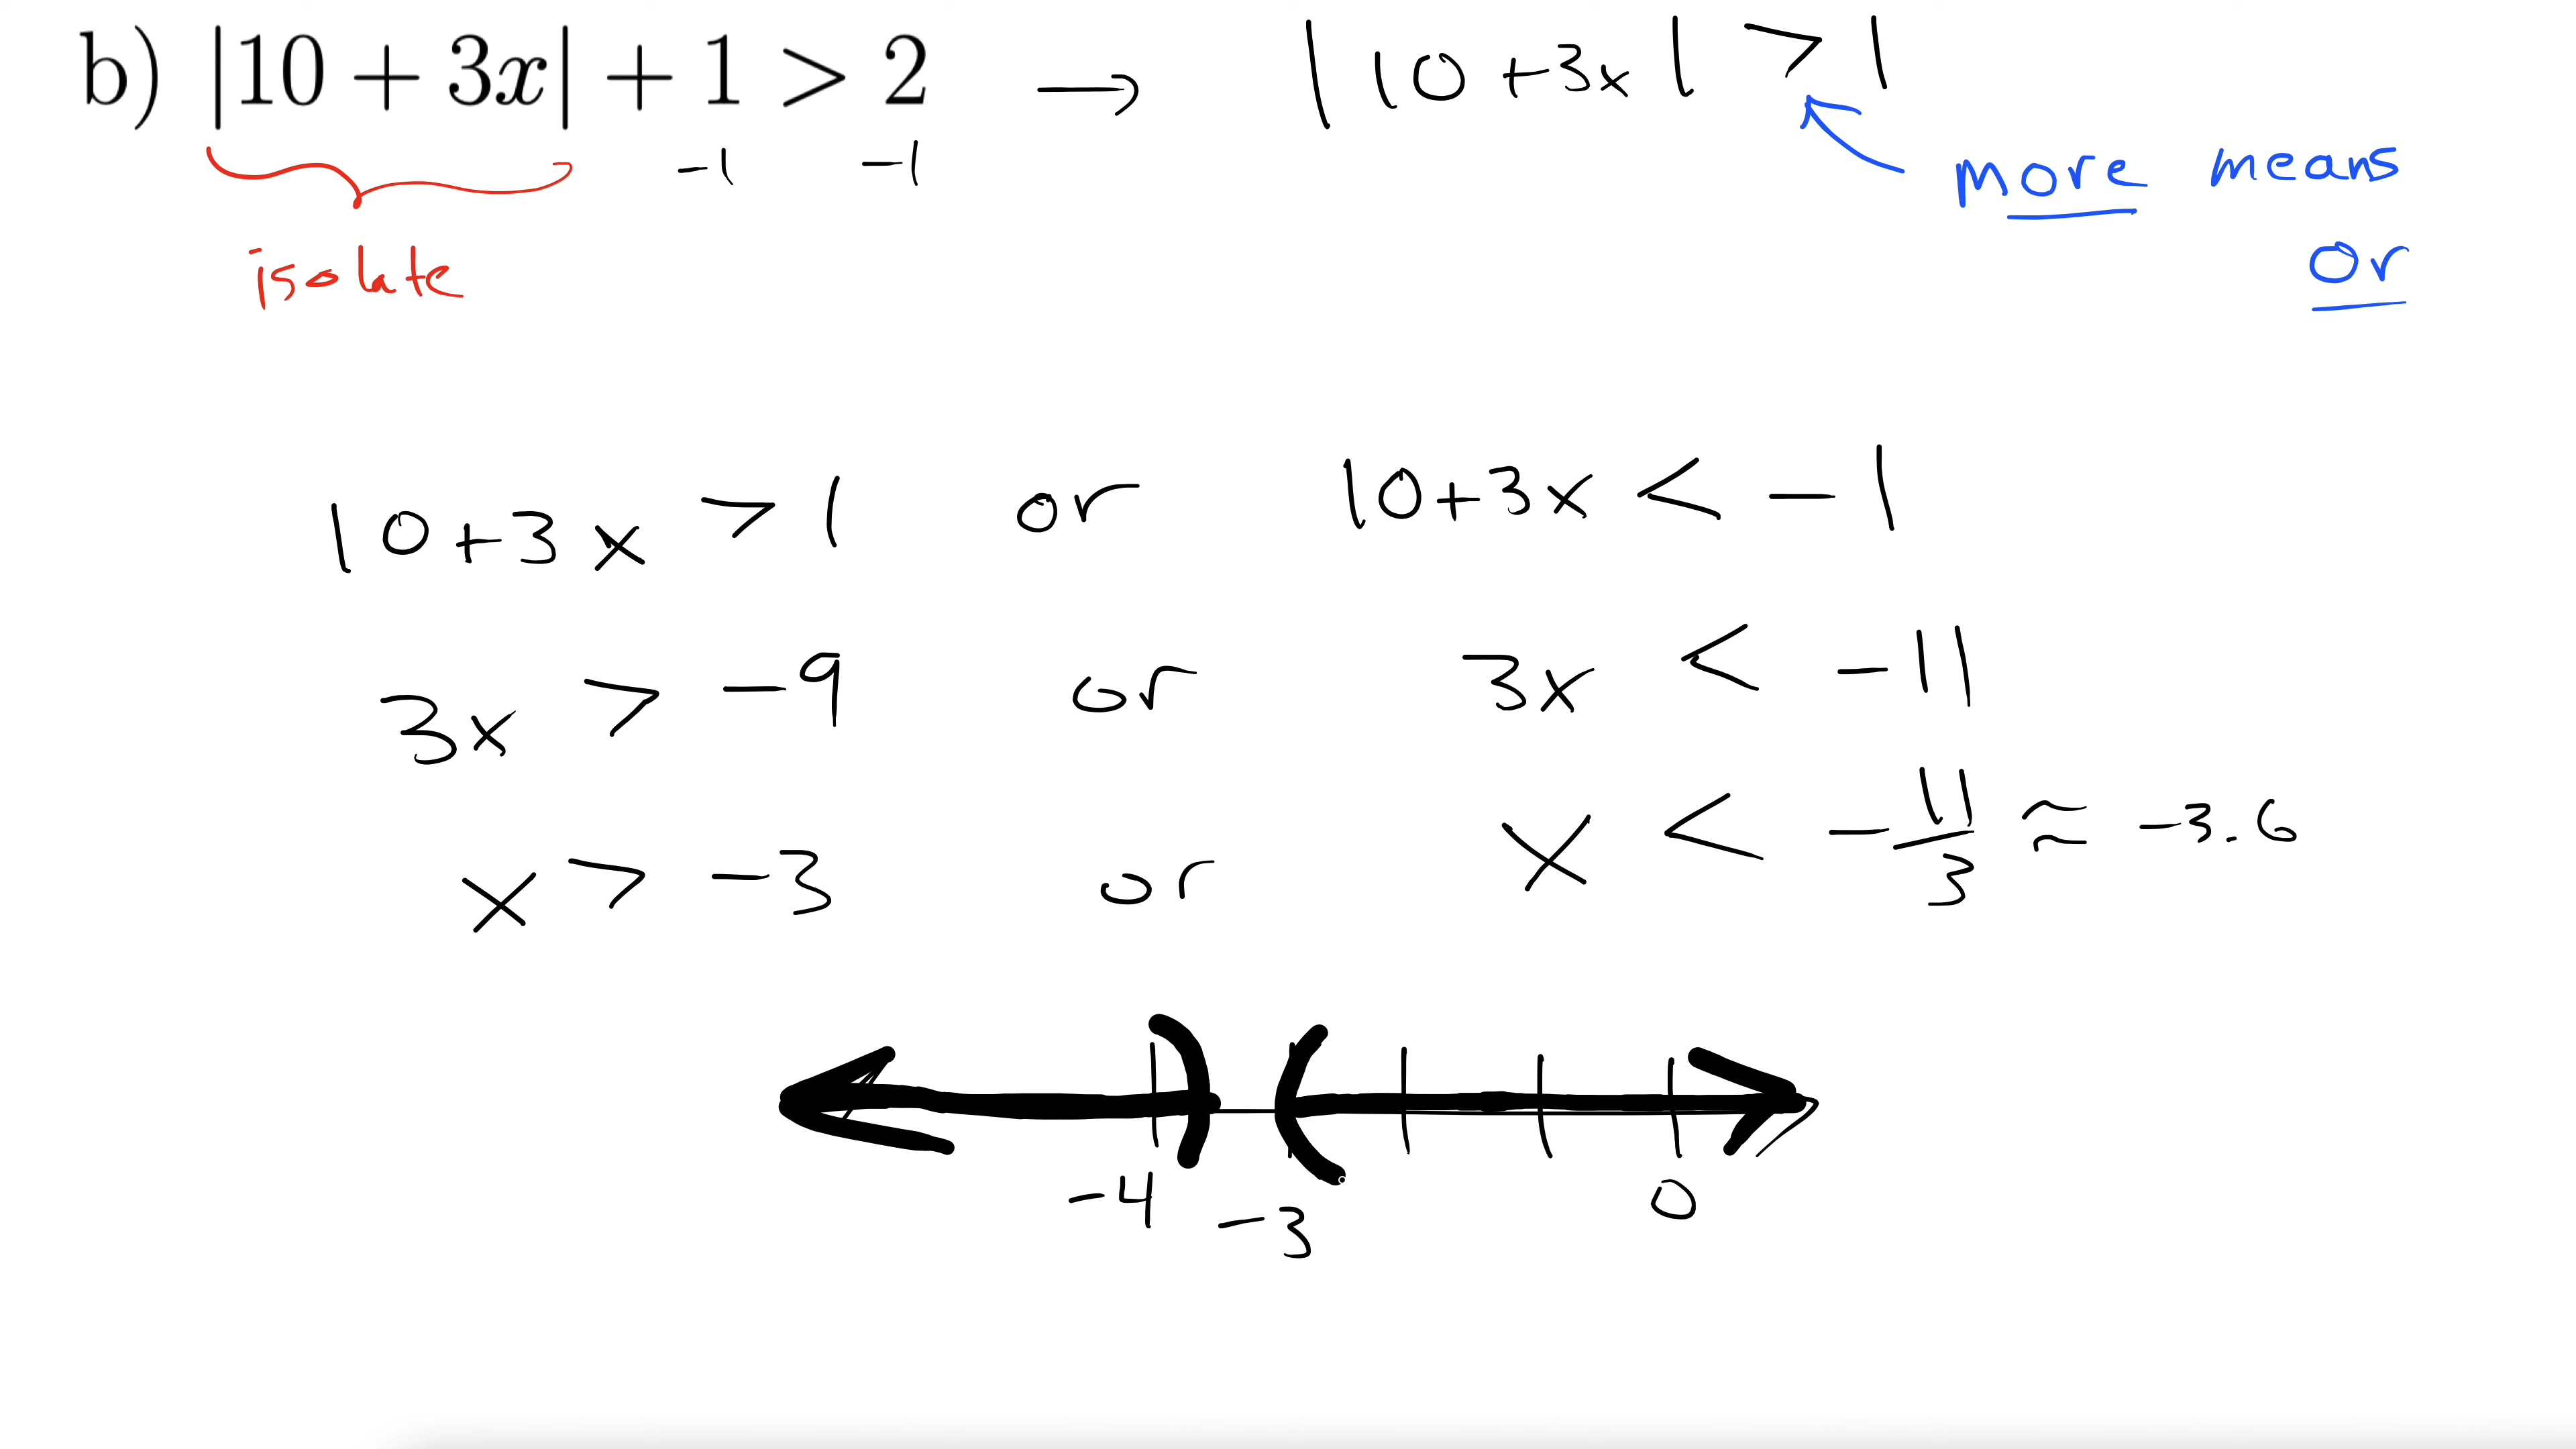 b) |10 + 3x| + 1 > 2 → |10 + 3x| > 1
-1 -1
more means
or
isolate
10 + 3x > 1 or 10 + 3x < -1
3x > -9 or 3x < -11
x > -3 or x < -11/3 ≈ -3.6
-4 -3 0